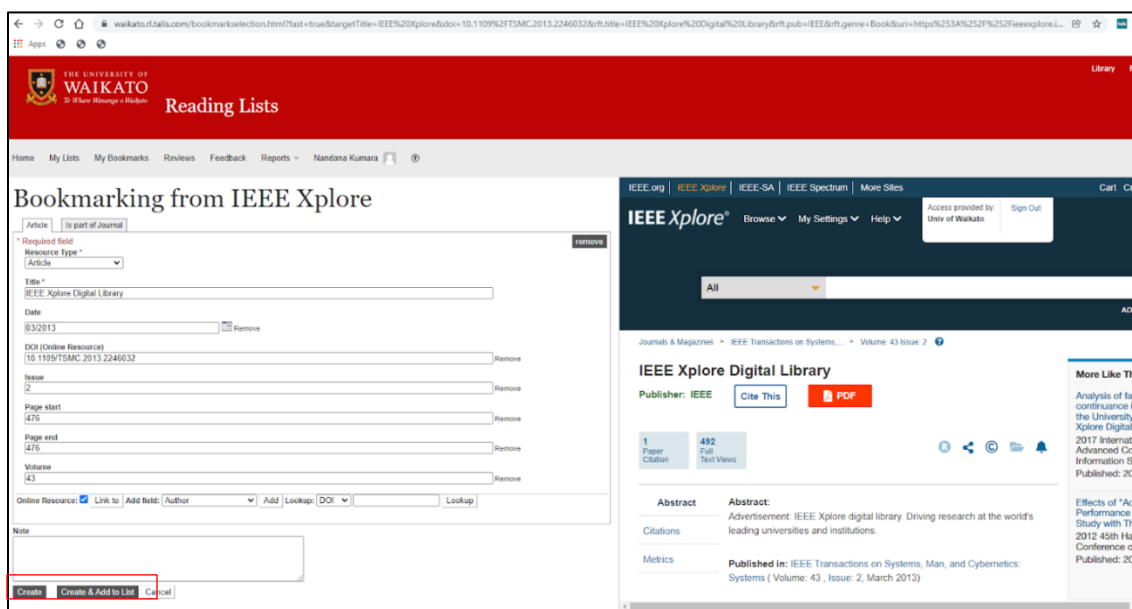 waikato.rl.talis.com/bookmarkselection.html?fast=true&targetTitle=IEEE%20Xplore&doi=10.1109%2FTSMC.2013.2246032&rft.title=IEEE%20Xplore%20Digital%20Library&rft.pub=IEEE&rft.genre=Book&uri=https%253A%252F%252Fieeexplore.i...
Apps
Library
THE UNIVERSITY OF
WAIKATO
Te Whare Wānanga o Waikato
Reading Lists
Home My Lists My Bookmarks Reviews Feedback Reports Nandana Kumara
Bookmarking from IEEE Xplore
Article Is part of Journal
* Required field
remove
Resource Type *
Article
Title *
IEEE Xplore Digital Library
Date
03/2013 Remove
DOI (Online Resource)
10.1109/TSMC.2013.2246032 Remove
Issue
2 Remove
Page start
476 Remove
Page end
476 Remove
Volume
43 Remove
Online Resource: Link to Add field: Author Add Lookup: DOI Lookup
Note
Create Create & Add to List Cancel
IEEE.org IEEE Xplore IEEE-SA IEEE Spectrum More Sites Cart
IEEE Xplore® Browse My Settings Help
Access provided by:
Univ of Waikato
Sign Out
All
AD
Journals & Magazines > IEEE Transactions on Systems,... > Volume: 43 Issue: 2
IEEE Xplore Digital Library
Publisher: IEEE Cite This PDF
1
Paper
Citation
492
Full
Text Views
Abstract
Citations
Metrics
Abstract:
Advertisement: IEEE Xplore digital library. Driving research at the world's
leading universities and institutions.
Published in: IEEE Transactions on Systems, Man, and Cybernetics:
Systems ( Volume: 43 , Issue: 2, March 2013)
More Like Th
Analysis of fa
continuance i
the University
Xplore Digital
2017 Internat
Advanced Co
Information S
Published: 20
Effects of "Ad
Performance
Study with Th
2012 45th Ha
Conference o
Published: 20